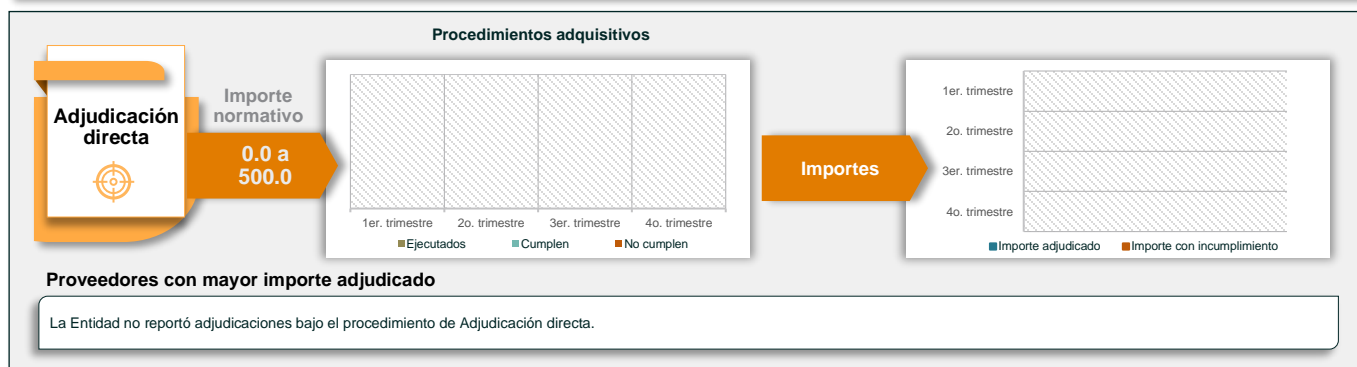 Procedimientos adquisitivos
Adjudicación
directa
Importe
normativo
0.0 a
500.0
1er. trimestre
2o. trimestre
3er. trimestre
4o. trimestre
Ejecutados
Cumplen
No cumplen
Importes
1er. trimestre
2o. trimestre
3er. trimestre
4o. trimestre
Importe adjudicado
Importe con incumplimiento
Proveedores con mayor importe adjudicado
La Entidad no reportó adjudicaciones bajo el procedimiento de Adjudicación directa.